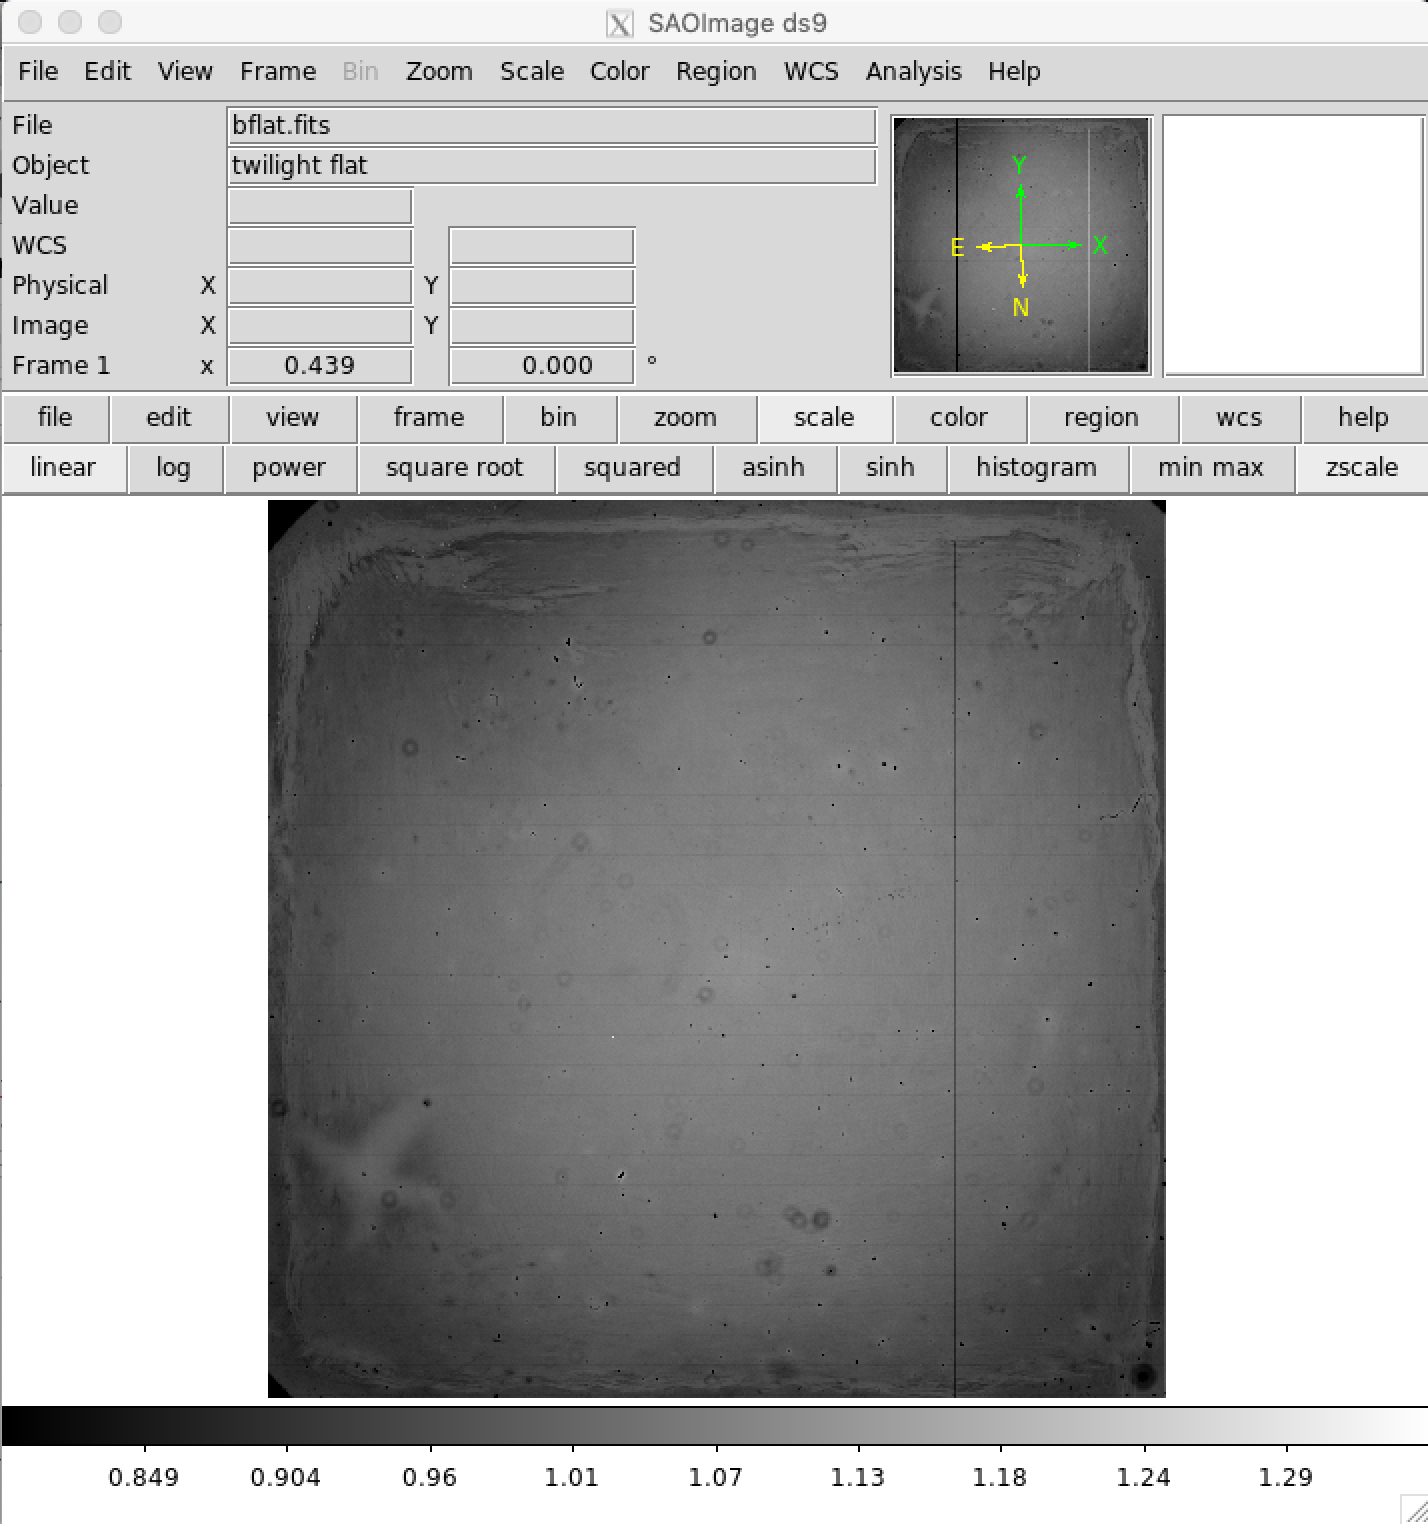 SAOImage ds9
File Edit View Frame Bin Zoom Scale Color Region WCS Analysis Help
File bflat.fits
Object twilight flat
Value
WCS
Physical X Y
Image X Y
Frame 1 x 0.439 0.000 °
Y
E X
N
file edit view frame bin zoom scale color region wcs help
linear log power square root squared asinh sinh histogram min max zscale
0.849 0.904 0.96 1.01 1.07 1.13 1.18 1.24 1.29